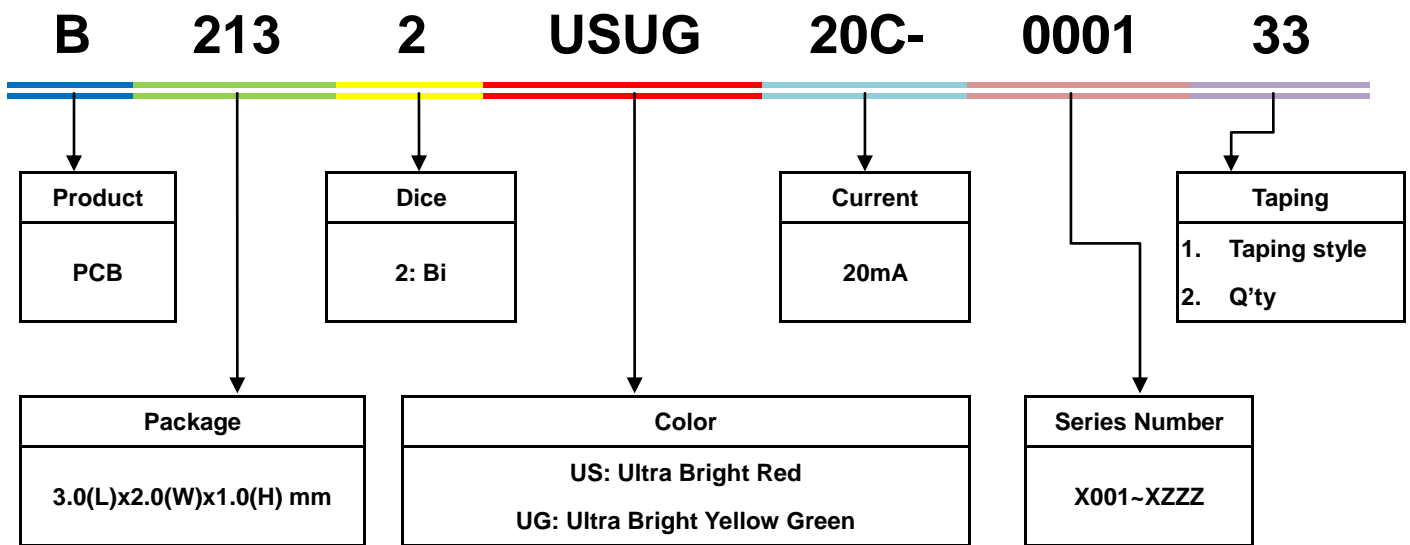 B 213 2 USUG 20C- 0001 33
Product
PCB
Dice
2: Bi
Current
20mA
Taping
1. Taping style
2. Q’ty
Package
3.0(L)x2.0(W)x1.0(H) mm
Color
US: Ultra Bright Red
UG: Ultra Bright Yellow Green
Series Number
X001~XZZZ